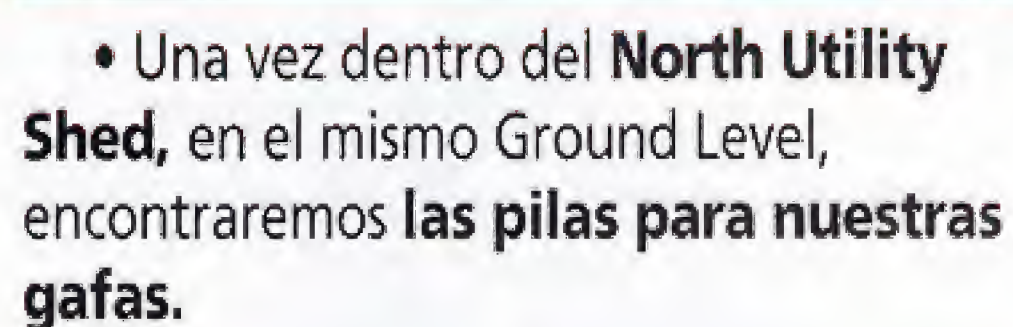 • Una vez dentro del North Utility
Shed, en el mismo Ground Level,
encontraremos las pilas para nuestras
gafas.